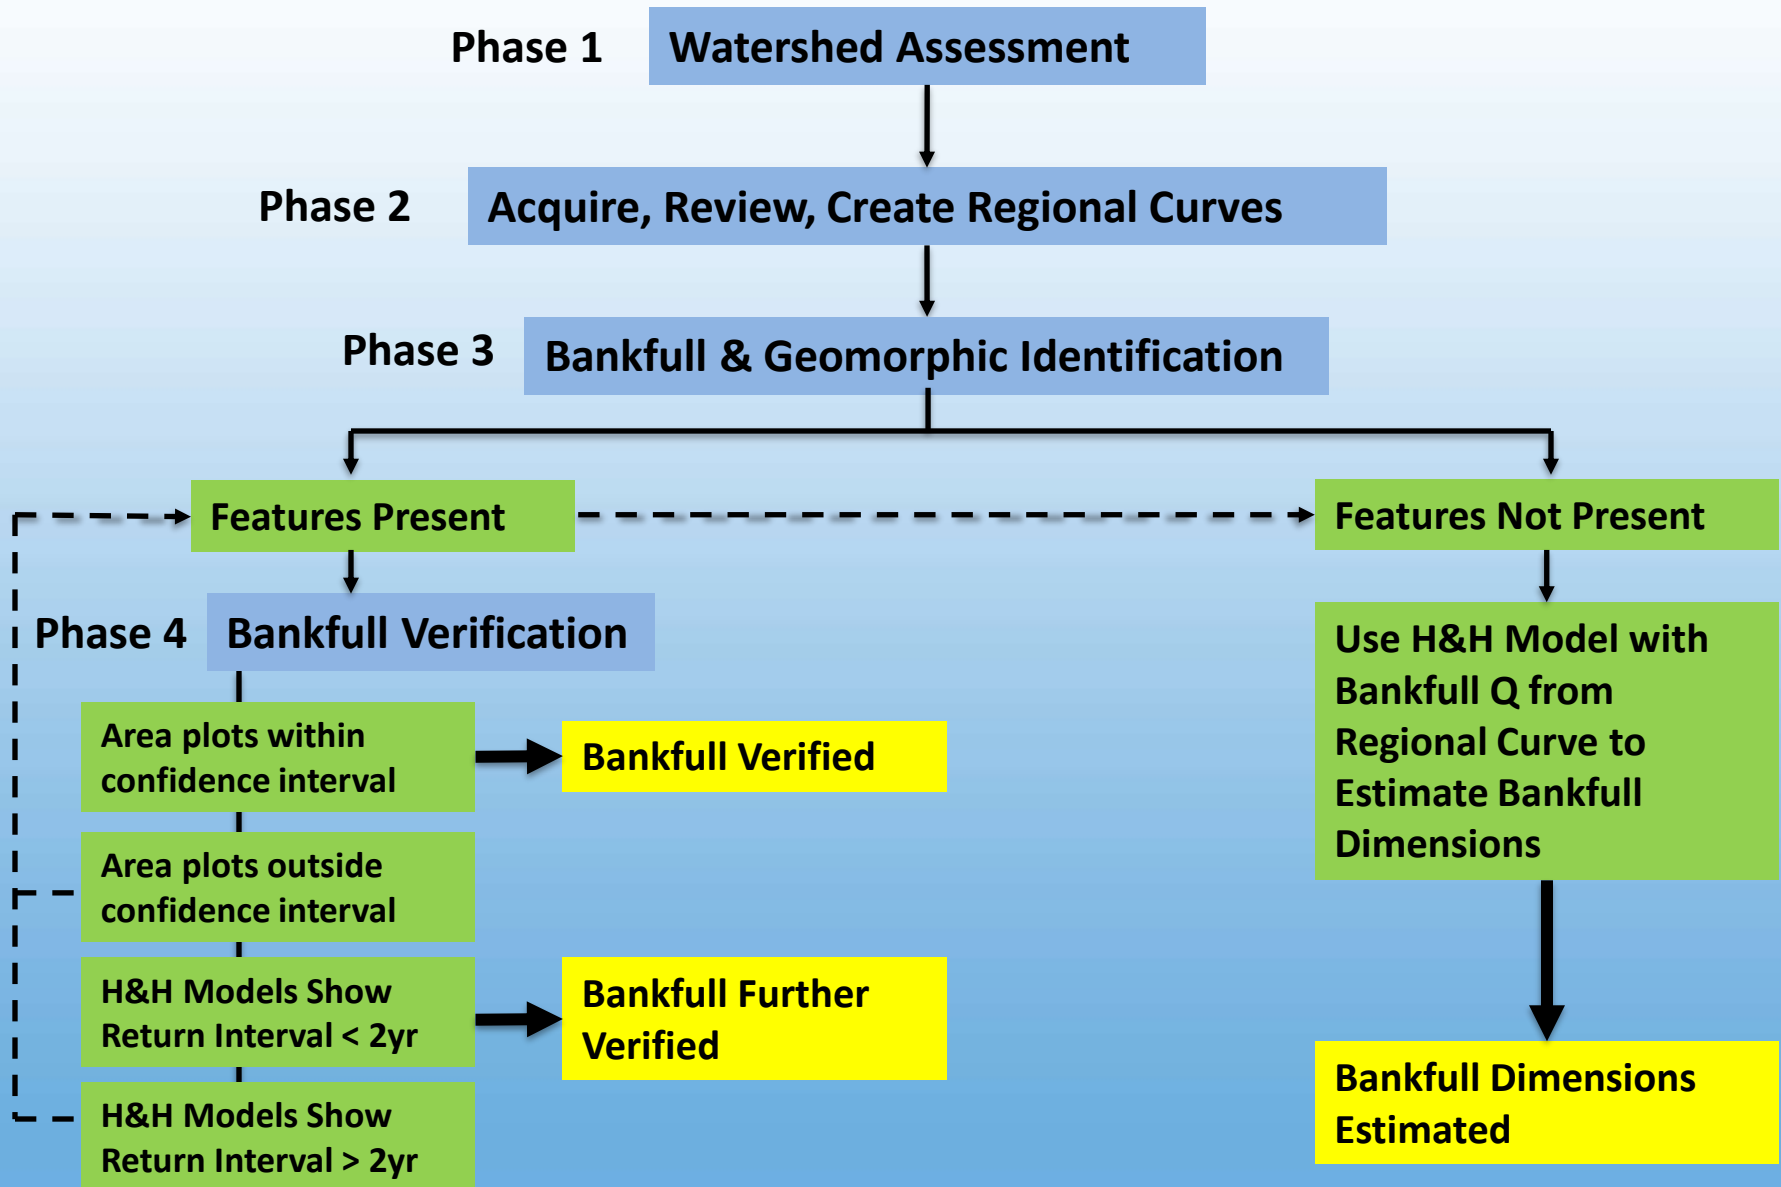 Phase 1
Watershed Assessment
Phase 2
Acquire, Review, Create Regional Curves
Phase 3
Bankfull & Geomorphic Identification
Features Present
Features Not Present
Phase 4
Bankfull Verification
Area plots within
confidence interval
Bankfull Verified
Area plots outside
confidence interval
H&H Models Show
Return Interval < 2yr
Bankfull Further
Verified
H&H Models Show
Return Interval > 2yr
Use H&H Model with
Bankfull Q from
Regional Curve to
Estimate Bankfull
Dimensions
Bankfull Dimensions
Estimated